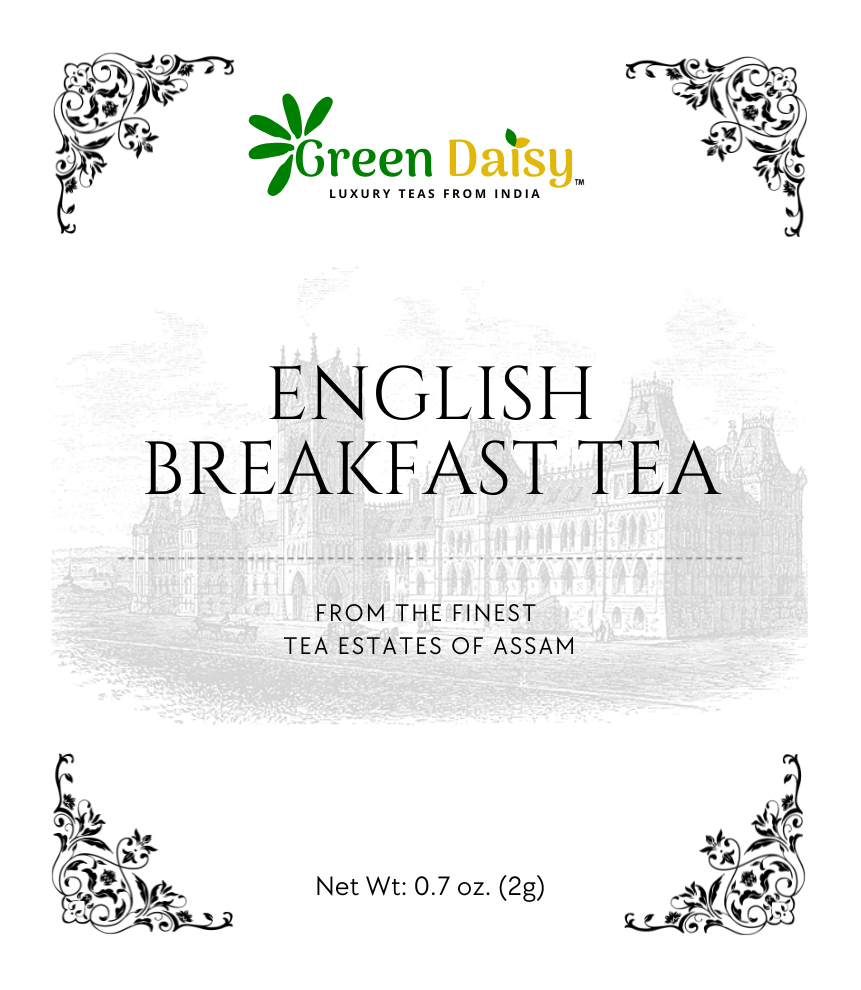 Green Daisy™
LUXURY TEAS FROM INDIA
ENGLISH
BREAKFAST TEA
FROM THE FINEST
TEA ESTATES OF ASSAM
Net Wt: 0.7 oz. (2g)